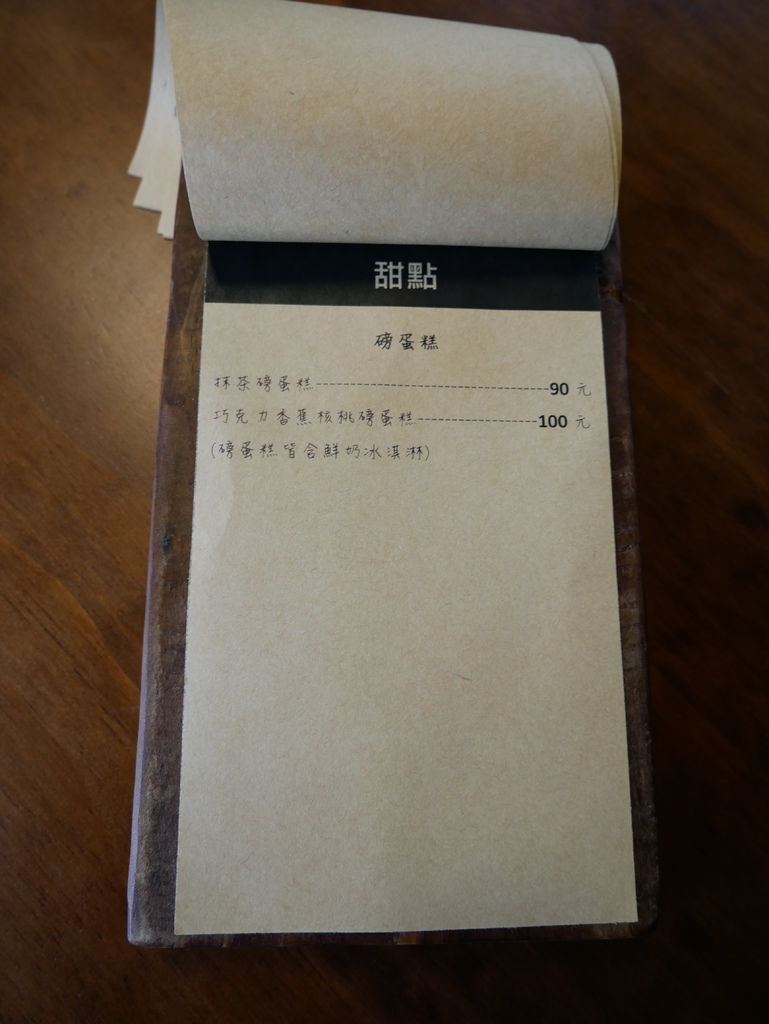 甜點
磅蛋糕
抹茶磅蛋糕------------------------------------90 元
巧克力香蕉核桃磅蛋糕------------------100 元
(磅蛋糕皆含鮮奶冰淇淋)